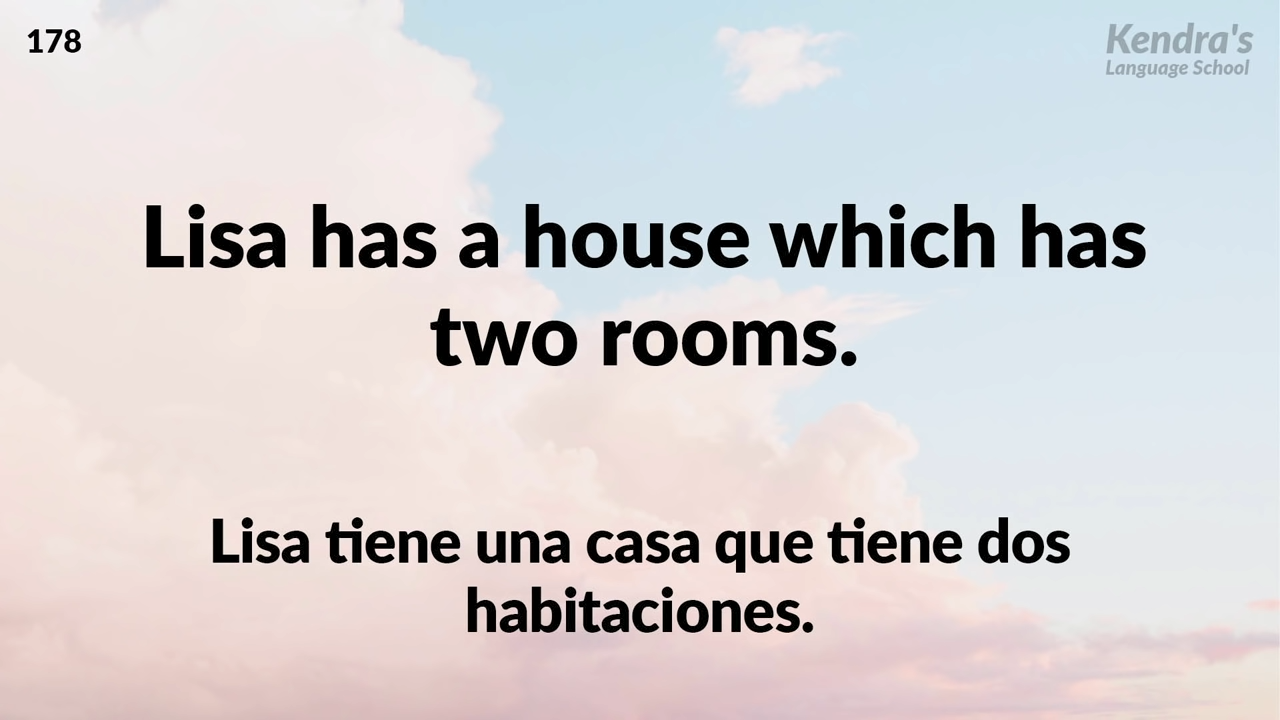 178
Kendra's
Language School
Lisa has a house which has
two rooms.
Lisa tiene una casa que tiene dos
habitaciones.